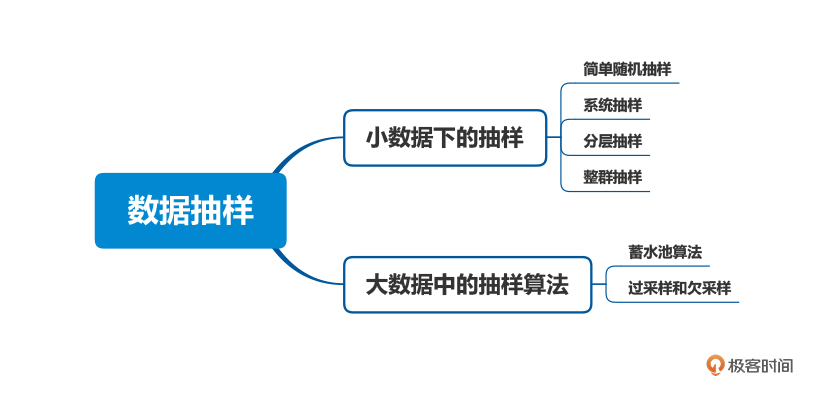 简单随机抽样
系统抽样
小数据下的抽样
分层抽样
整群抽样
数据抽样
蓄水池算法
大数据中的抽样算法
过采样和欠采样
极客时间